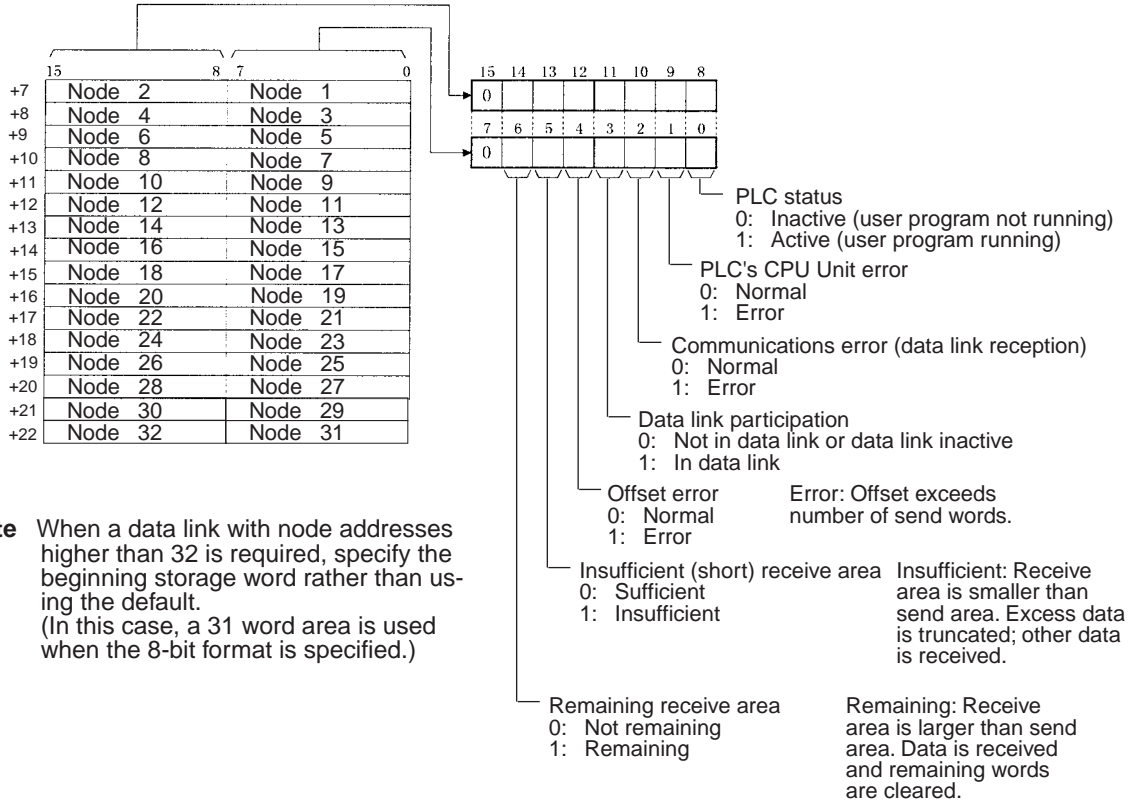 15 8 7 0
+7 Node 2 Node 1
+8 Node 4 Node 3
+9 Node 6 Node 5
+10 Node 8 Node 7
+11 Node 10 Node 9
+12 Node 12 Node 11
+13 Node 14 Node 13
+14 Node 16 Node 15
+15 Node 18 Node 17
+16 Node 20 Node 19
+17 Node 22 Node 21
+18 Node 24 Node 23
+19 Node 26 Node 25
+20 Node 28 Node 27
+21 Node 30 Node 29
+22 Node 32 Node 31
15 14 13 12 11 10 9 8
0
7 6 5 4 3 2 1 0
0
PLC status
0: Inactive (user program not running)
1: Active (user program running)
PLC's CPU Unit error
0: Normal
1: Error
Communications error (data link reception)
0: Normal
1: Error
Data link participation
0: Not in data link or data link inactive
1: In data link
Offset error
0: Normal
1: Error
Error: Offset exceeds
number of send words.
Insufficient (short) receive area
0: Sufficient
1: Insufficient
Insufficient: Receive
area is smaller than
send area. Excess data
is truncated; other data
is received.
Remaining receive area
0: Not remaining
1: Remaining
Remaining: Receive
area is larger than send
area. Data is received
and remaining words
are cleared.
te When a data link with node addresses
higher than 32 is required, specify the
beginning storage word rather than us-
ing the default.
(In this case, a 31 word area is used
when the 8-bit format is specified.)